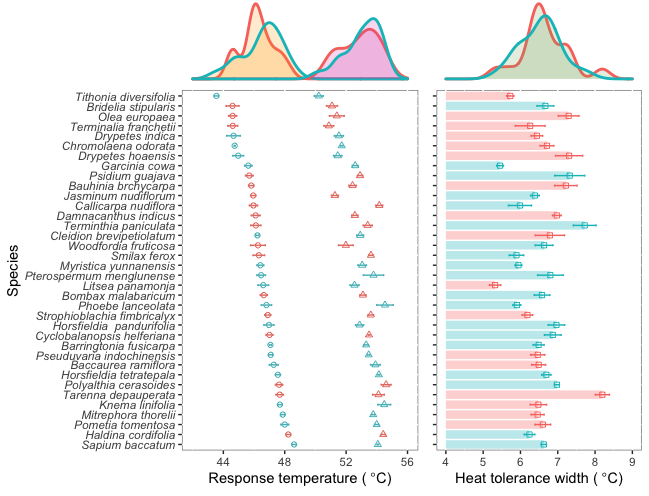 Tithonia diversifolia
Bridelia stipularis
Olea europaea
Terminalia franchetii
Drypetes indica
Chromolaena odorata
Drypetes hoaensis
Garcinia cowa
Psidium guajava
Bauhinia brchycarpa
Jasminum nudiflorum
Callicarpa nudiflora
Damnacanthus indicus
Terminthia paniculata
Cleidion brevipetiolatum
Woodfordia fruticosa
Smilax ferox
Myristica yunnanensis
Pterospermum menglunense
Litsea panamonja
Bombax malabaricum
Phoebe lanceolata
Strophioblachia fimbricalyx
Horsfieldia pandurifolia
Cyclobalanopsis helferiana
Barringtonia fusicarpa
Pseuduvaria indochinensis
Baccaurea ramiflora
Horsfieldia tetratepala
Polyalthia cerasoides
Tarenna depauperata
Knema linifolia
Mitrephora thorelii
Pometia tomentosa
Haldina cordifolia
Sapium baccatum
Species
44 48 52 56
Response temperature ( °C)
4 5 6 7 8 9
Heat tolerance width ( °C)